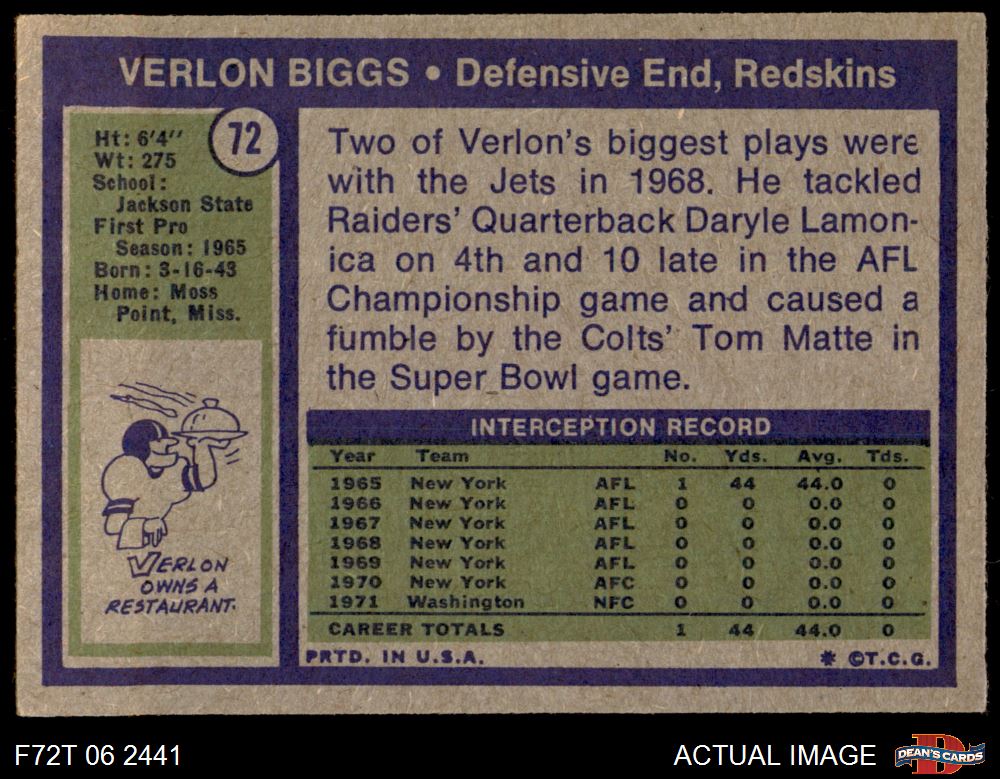 VERLON BIGGS • Defensive End, Redskins
72
Ht: 6'4''
Wt: 275
School:
Jackson State
First Pro
Season: 1965
Born: 3-16-43
Home: Moss
Point, Miss.
VERLON
OWNS A
RESTAURANT.
Two of Verlon's biggest plays were
with the Jets in 1968. He tackled
Raiders' Quarterback Daryle Lamon-
ica on 4th and 10 late in the AFL
Championship game and caused a
fumble by the Colts' Tom Matte in
the Super Bowl game.
INTERCEPTION RECORD
Year Team No. Yds. Avg. Tds.
1965 New York AFL 1 44 44.0 0
1966 New York AFL 0 0 0.0 0
1967 New York AFL 0 0 0.0 0
1968 New York AFL 0 0 0.0 0
1969 New York AFL 0 0 0.0 0
1970 New York AFC 0 0 0.0 0
1971 Washington NFC 0 0 0.0 0
CAREER TOTALS 1 44 44.0 0
PRTD. IN U.S.A. * ©T.C.G.
F72T 06 2441 ACTUAL IMAGE DEAN'S CARDS